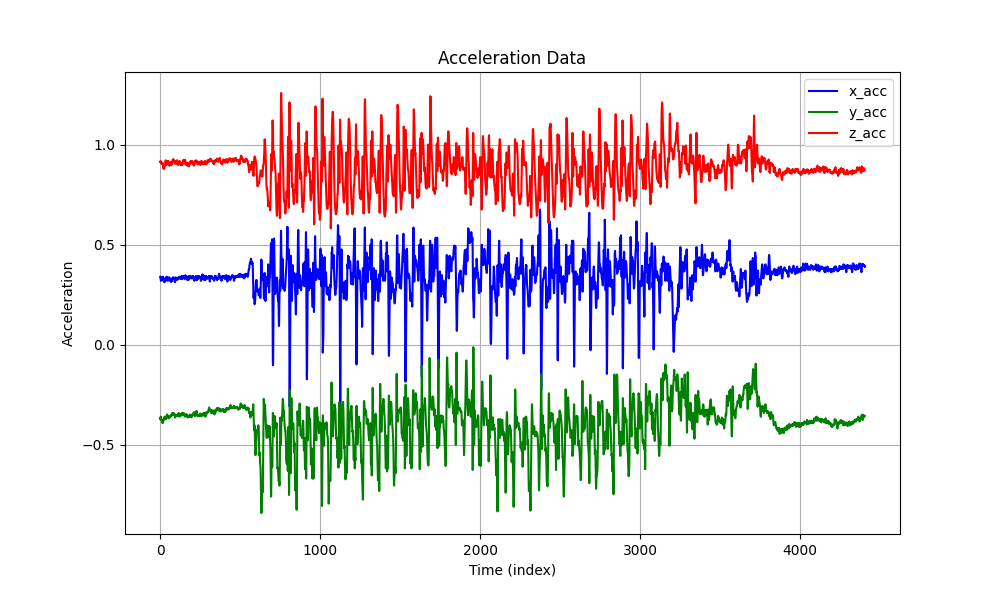 Acceleration Data
x_acc
y_acc
z_acc
1.0
0.5
0.0
−0.5
Acceleration
0 1000 2000 3000 4000
Time (index)